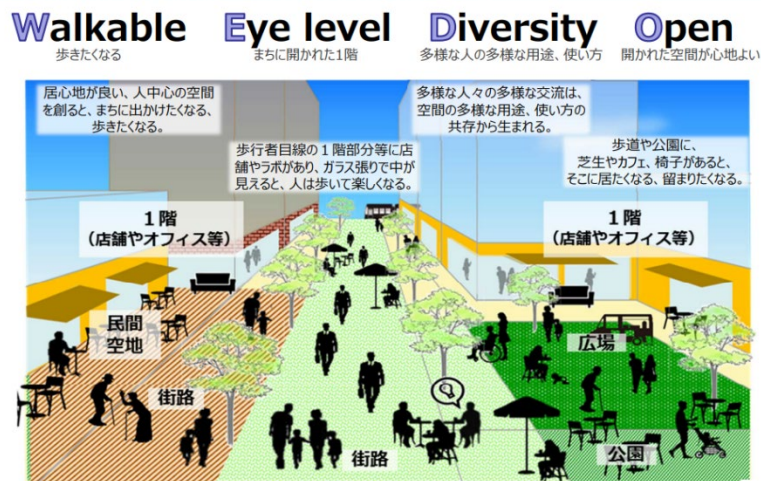 Walkable
歩きたくなる
Eye level
まちに開かれた1階
Diversity
多様な人の多様な用途、使い方
Open
開かれた空間が心地よい
居心地が良い、人中心の空間
を創ると、まちに出かけたくなる、
歩きたくなる。
歩行者目線の1階部分等に店
舗やラボがあり、ガラス張りで中が
見えると、人は歩いて楽しくなる。
多様な人々の多様な交流は、
空間の多様な用途、使い方の
共存から生まれる。
歩道や公園に、
芝生やカフェ、椅子があると、
そこに居たくなる、留まりたくなる。
1階
(店舗やオフィス等)
1階
(店舗やオフィス等)
民間
空地
街路
街路
広場
公園